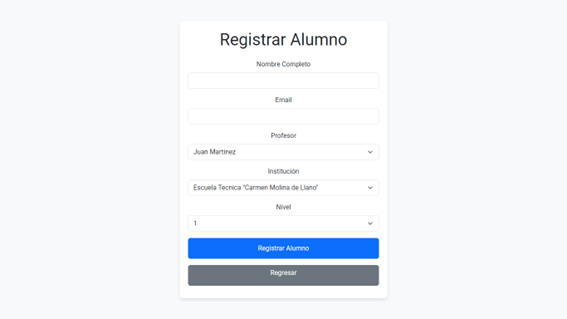 Registrar Alumno
Nombre Completo
Email
Profesor
Juan Martinez
Institución
Escuela Tecnica "Carmen Molina de Llano"
Nivel
1
Registrar Alumno
Regresar